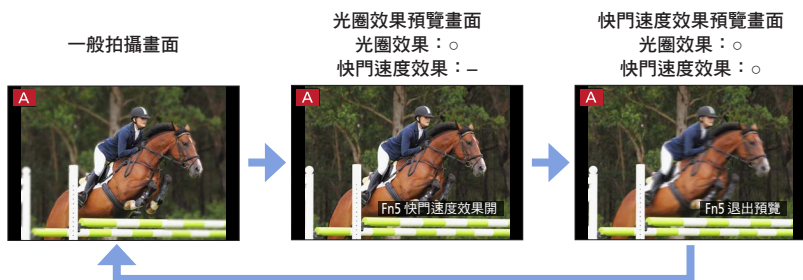 一般拍攝畫面
光圈效果預覽畫面
光圈效果：○
快門速度效果：–
快門速度效果預覽畫面
光圈效果：○
快門速度效果：○
A
A
Fn5 快門速度效果開
A
Fn5 退出預覽